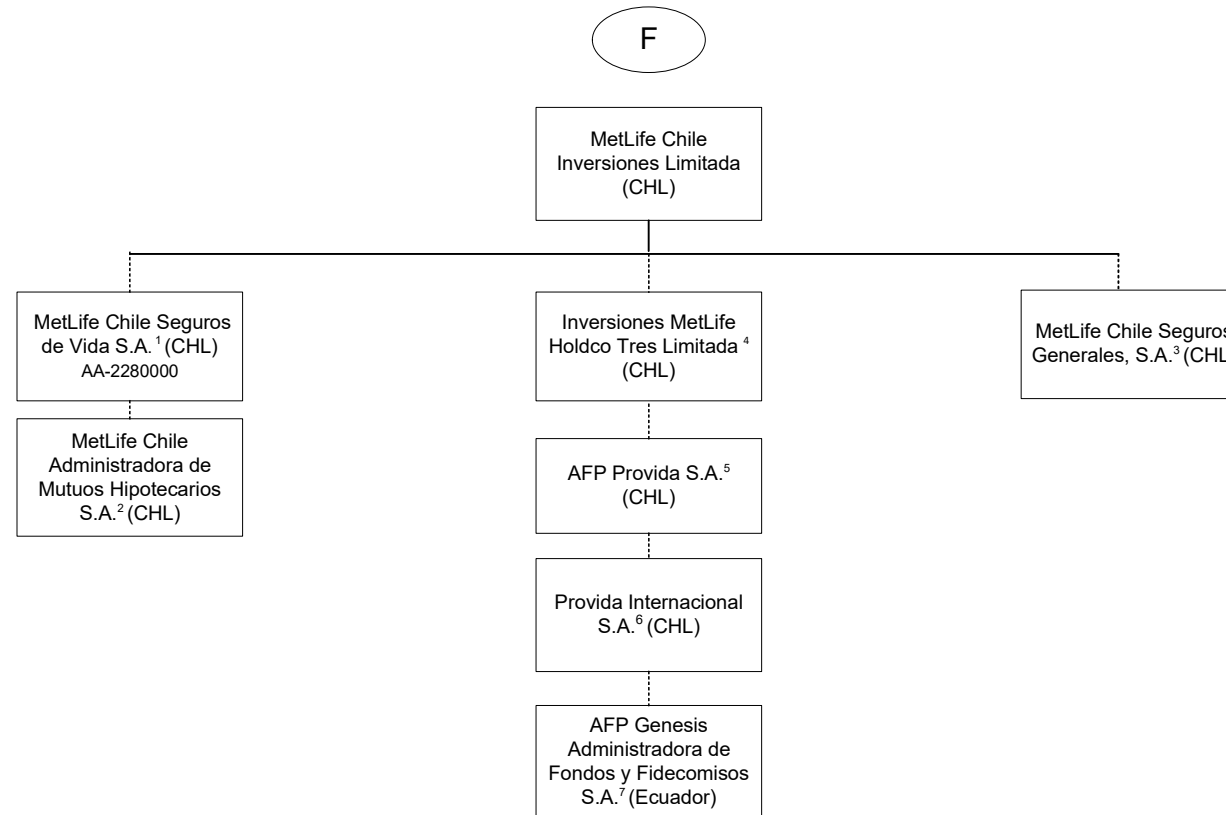 F
MetLife Chile
Inversiones Limitada
(CHL)
MetLife Chile Seguros
de Vida S.A.¹ (CHL)
AA-2280000
Inversiones MetLife
Holdco Tres Limitada ⁴
(CHL)
MetLife Chile Seguros
Generales, S.A.³ (CHL
MetLife Chile
Administradora de
Mutuos Hipotecarios
S.A.² (CHL)
AFP Provida S.A.⁵
(CHL)
Provida Internacional
S.A.⁶ (CHL)
AFP Genesis
Administradora de
Fondos y Fidecomisos
S.A.⁷ (Ecuador)